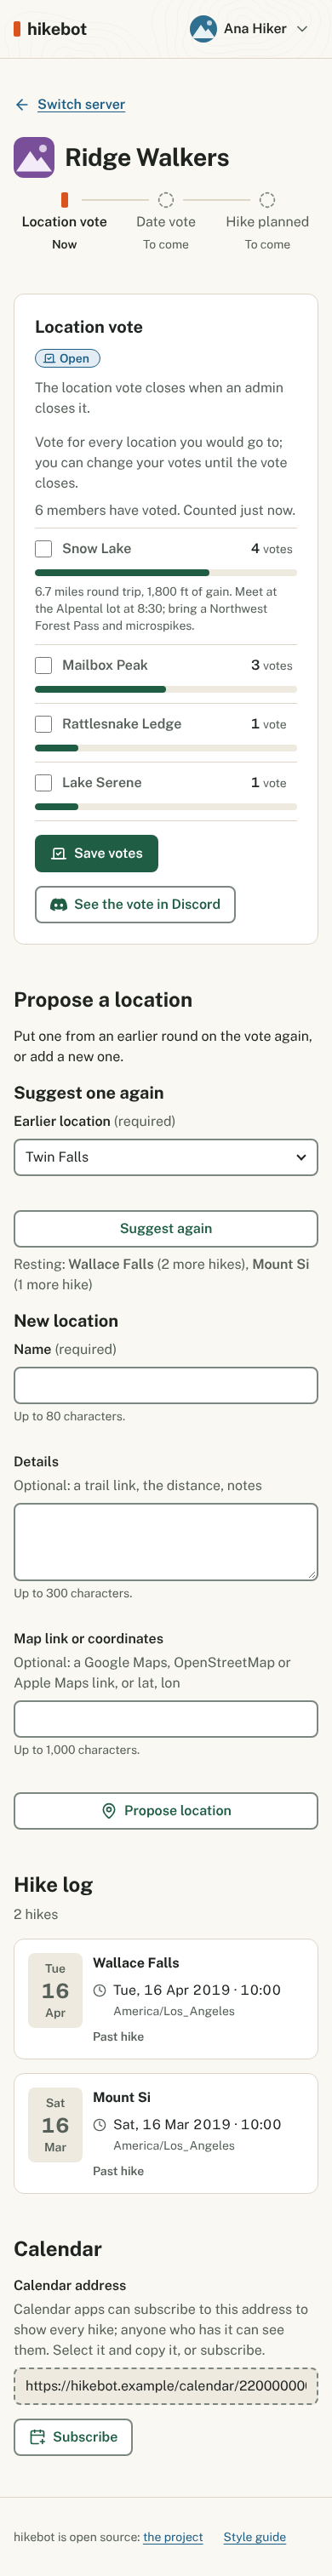 hikebot
Ana Hiker
Switch server
Ridge Walkers
Location vote
Date vote
Hike planned
Now
To come
To come
Location vote
Open
The location vote closes when an admin
closes it.
Vote for every location you would go to;
you can change your votes until the vote
closes.
6 members have voted. Counted just now.
Snow Lake 4 votes
6.7 miles round trip, 1,800 ft of gain. Meet at
the Alpental lot at 8:30; bring a Northwest
Forest Pass and microspikes.
Mailbox Peak 3 votes
Rattlesnake Ledge 1 vote
Lake Serene 1 vote
Save votes
See the vote in Discord
Propose a location
Put one from an earlier round on the vote again,
or add a new one.
Suggest one again
Earlier location (required)
Twin Falls
Suggest again
Resting: Wallace Falls (2 more hikes), Mount Si
(1 more hike)
New location
Name (required)
Up to 80 characters.
Details
Optional: a trail link, the distance, notes
Up to 300 characters.
Map link or coordinates
Optional: a Google Maps, OpenStreetMap or
Apple Maps link, or lat, lon
Up to 1,000 characters.
Propose location
Hike log
2 hikes
Tue
16
Apr
Wallace Falls
Tue, 16 Apr 2019 · 10:00
America/Los_Angeles
Past hike
Sat
16
Mar
Mount Si
Sat, 16 Mar 2019 · 10:00
America/Los_Angeles
Past hike
Calendar
Calendar address
Calendar apps can subscribe to this address to
show every hike; anyone who has it can see
them. Select it and copy it, or subscribe.
https://hikebot.example/calendar/22000000
Subscribe
hikebot is open source: the project
Style guide